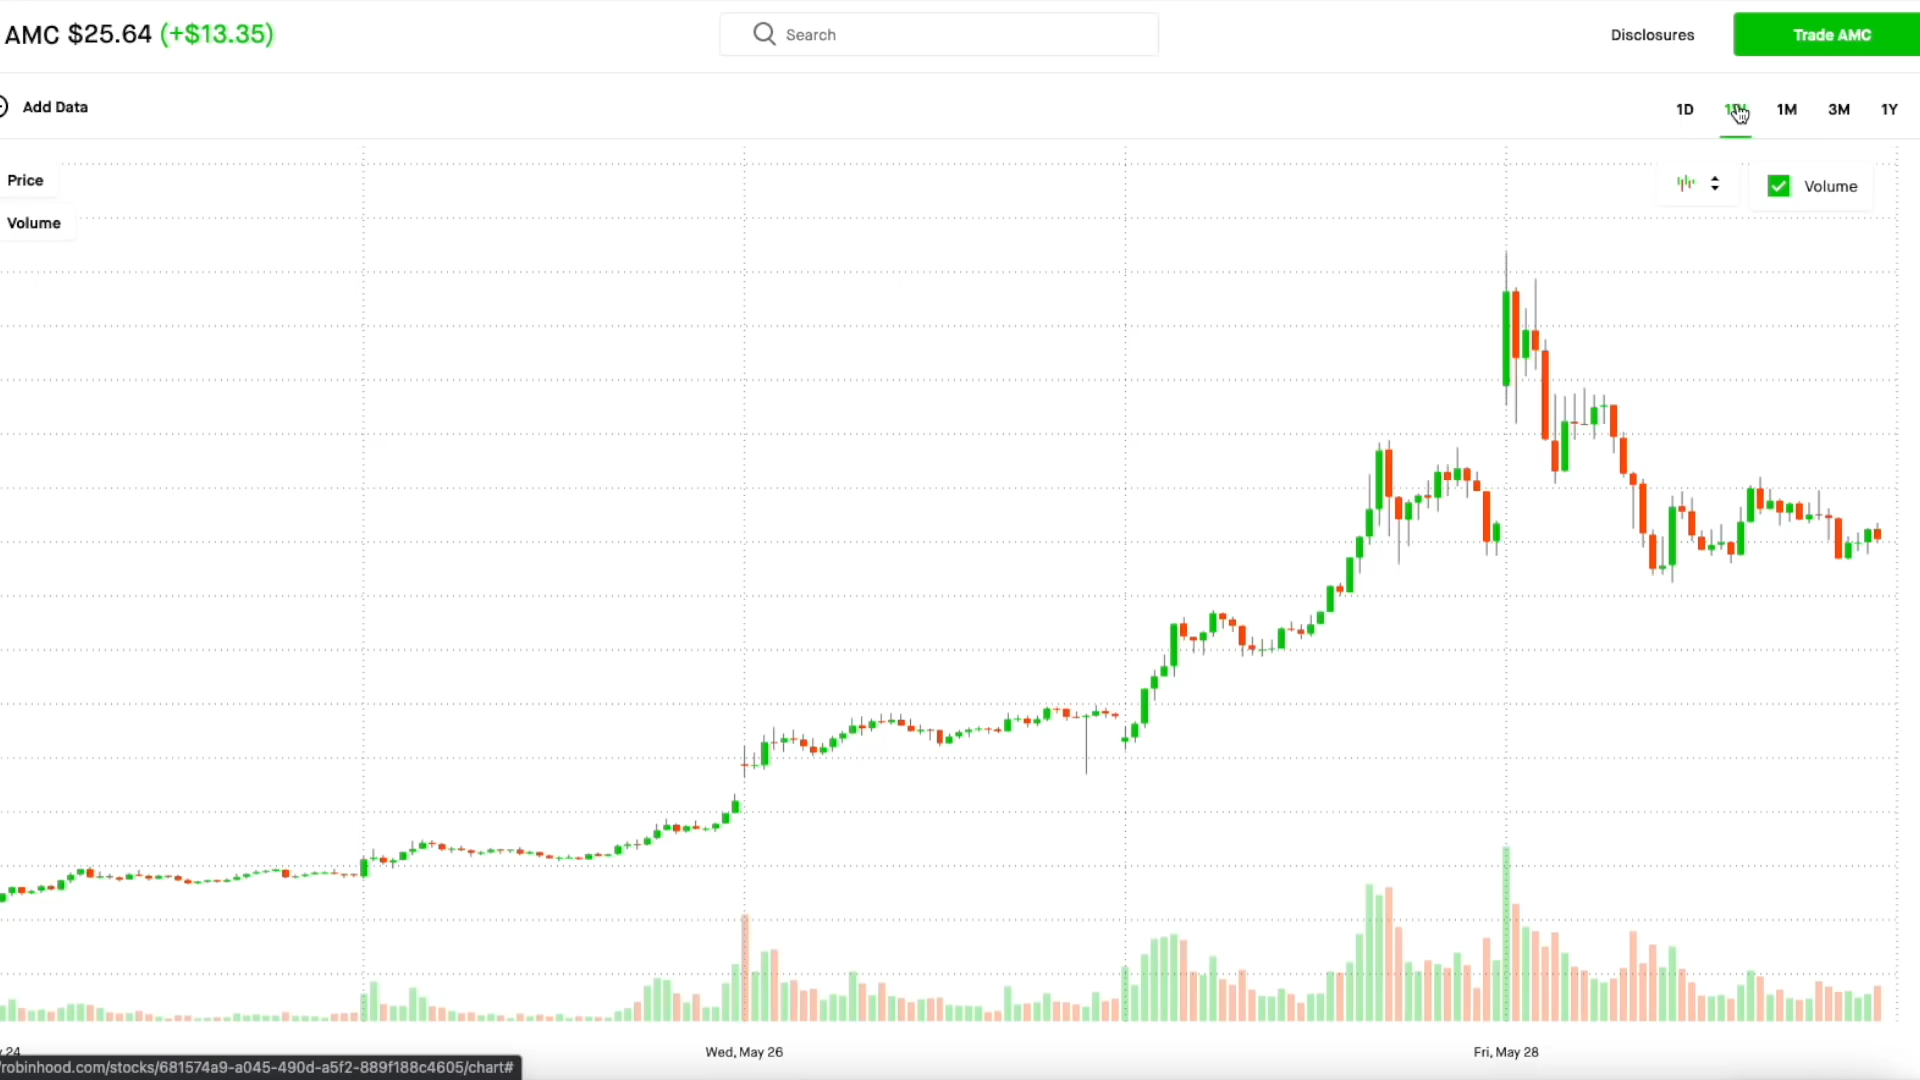 AMC $25.64 (+$13.35)
Search
Disclosures
Trade AMC
Add Data
1D
1M
3M
1Y
Price
Volume
Volume
24
Wed, May 26
Fri, May 28
robinhood.com/stocks/681574a9-a045-490d-a5f2-889f188c4605/chart#